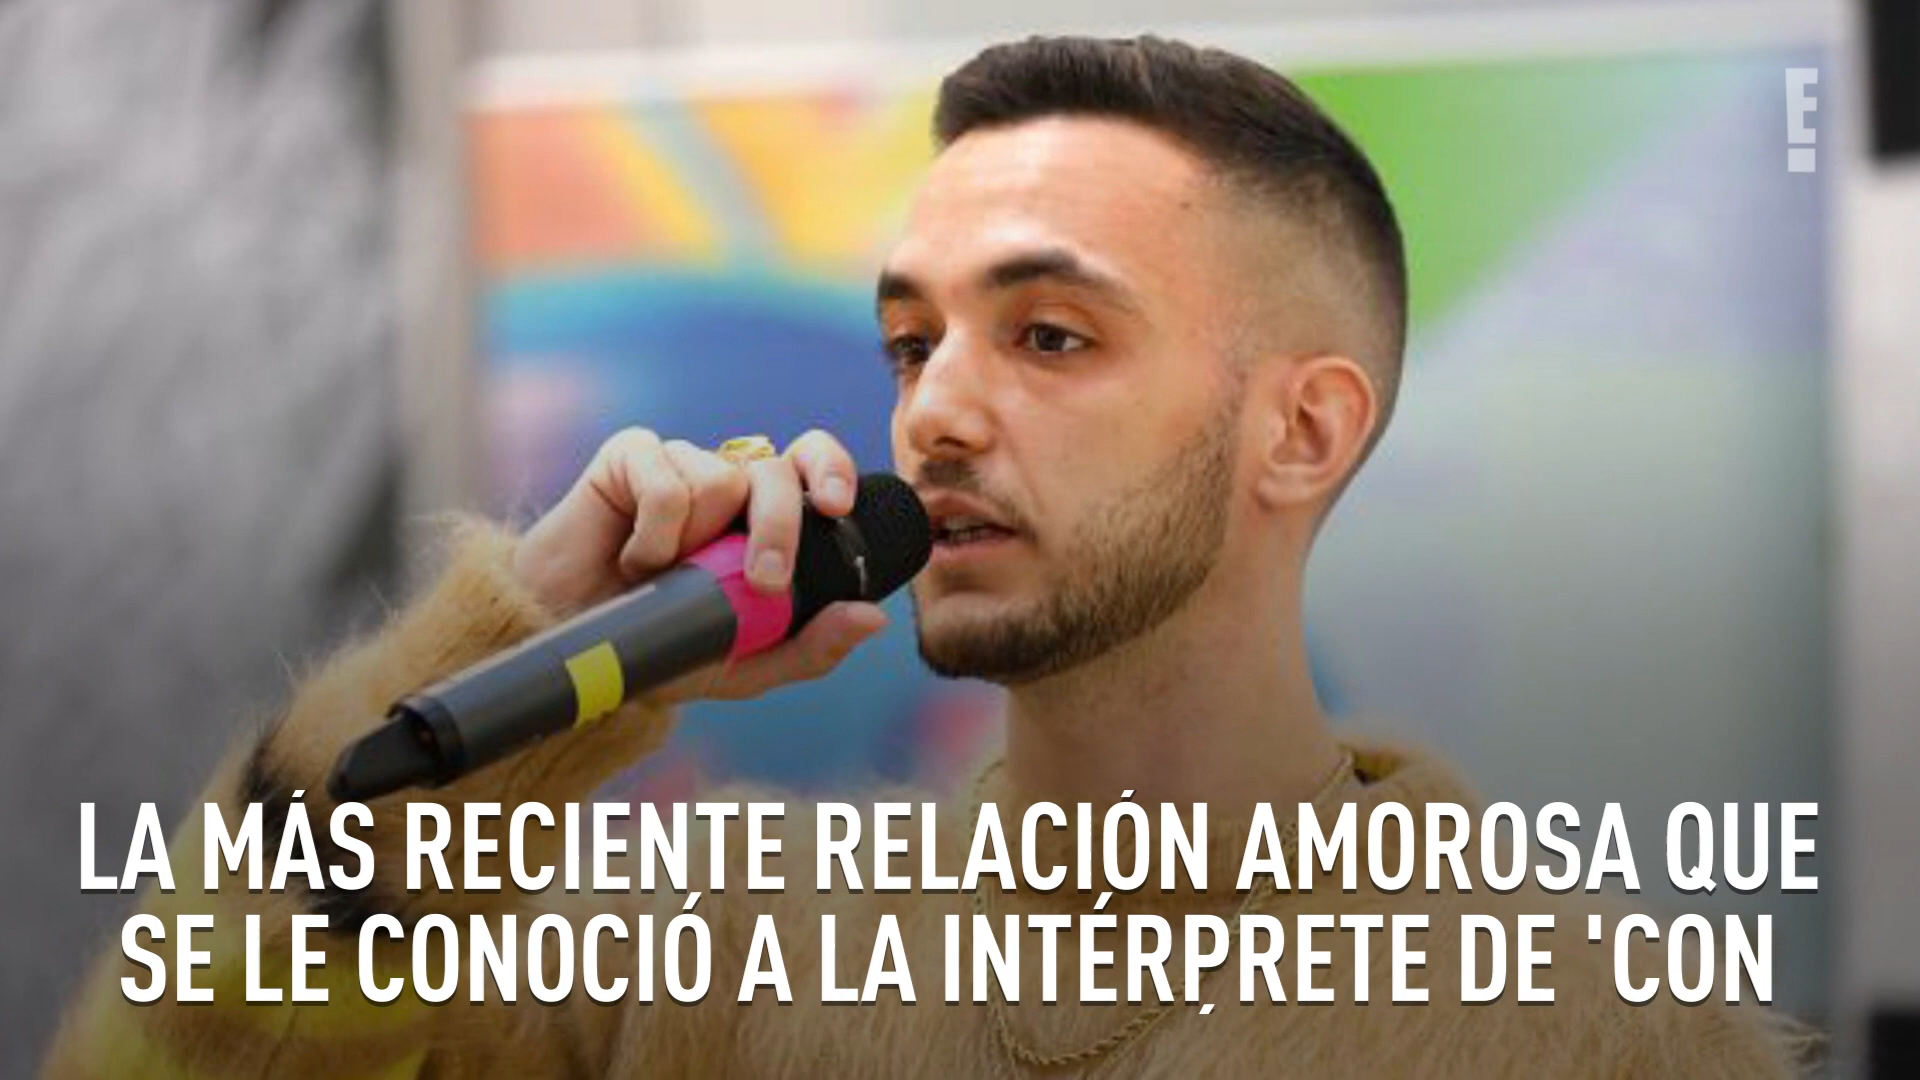 E!
LA MÁS RECIENTE RELACIÓN AMOROSA QUE
SE LE CONOCIÓ A LA INTÉRPRETE DE 'CON